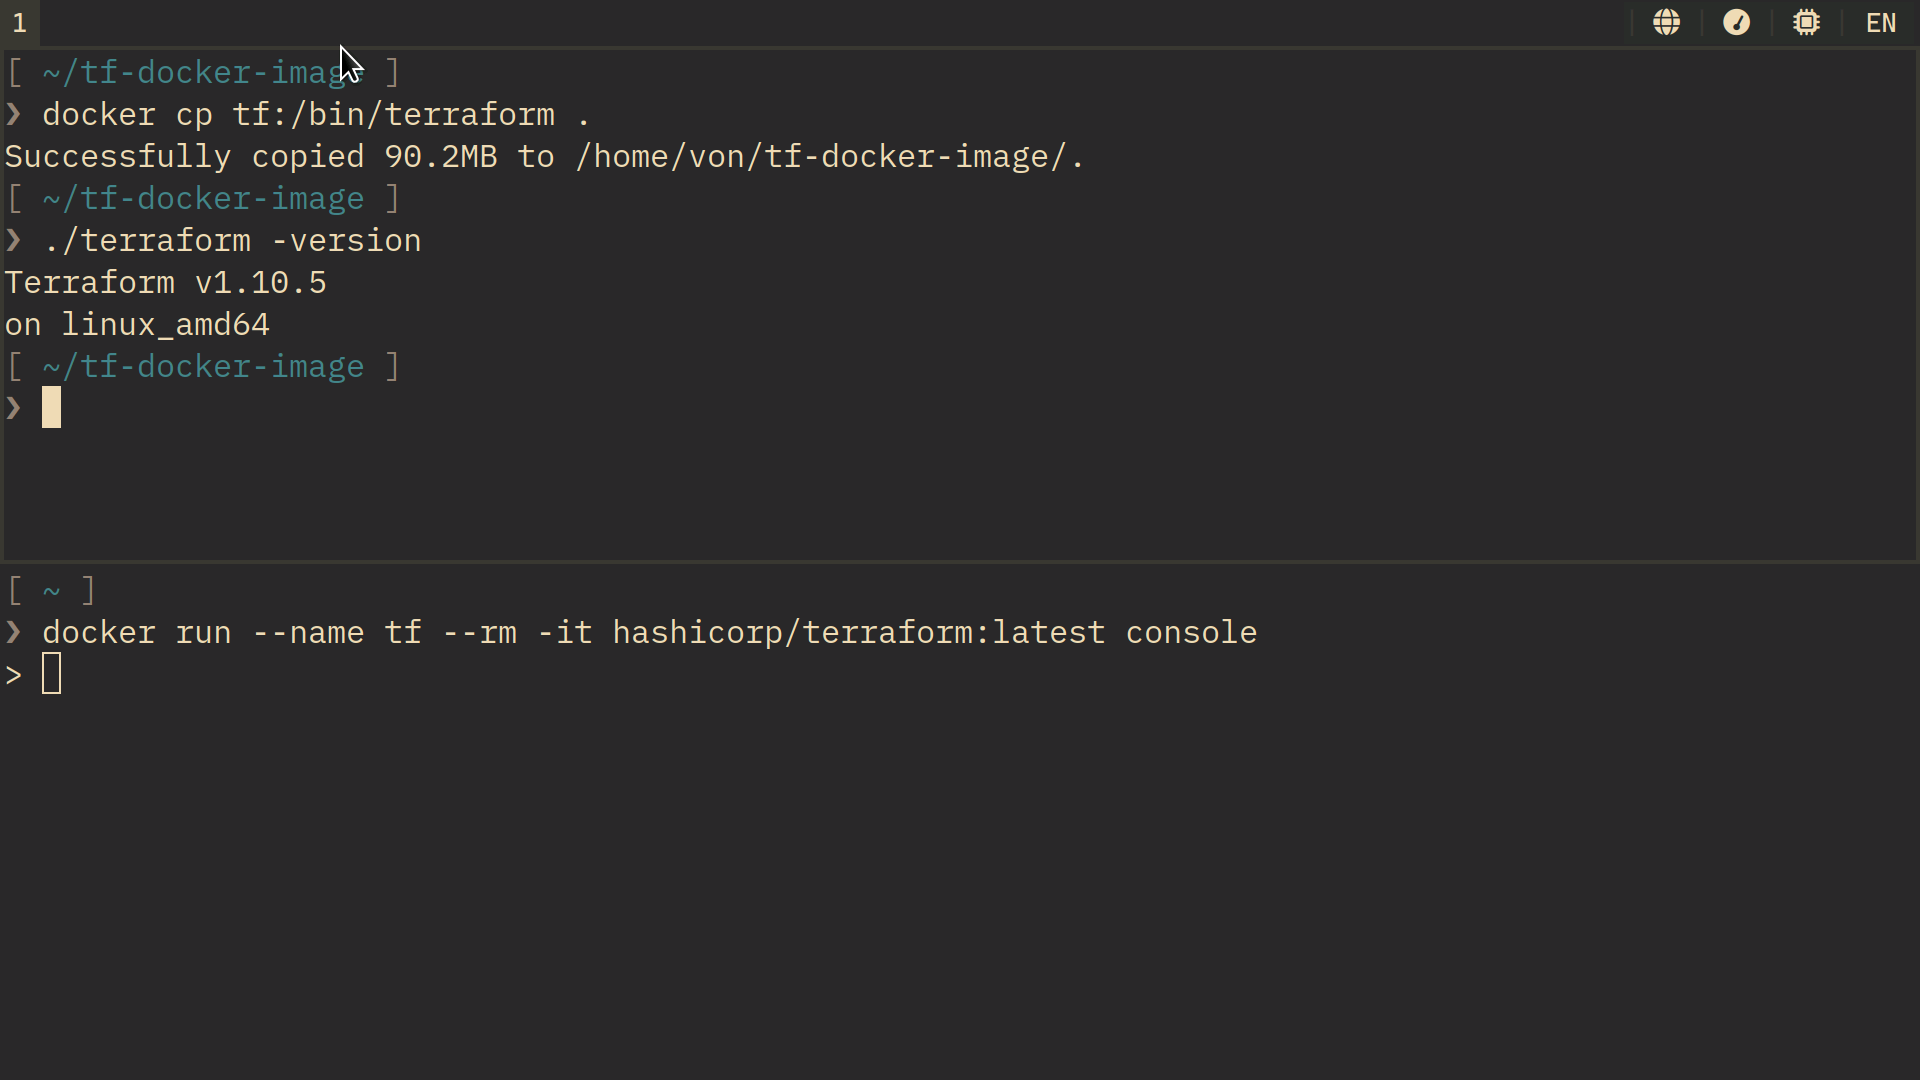 1 EN
[ ~/tf-docker-image ]
❯ docker cp tf:/bin/terraform .
Successfully copied 90.2MB to /home/von/tf-docker-image/.
[ ~/tf-docker-image ]
❯ ./terraform -version
Terraform v1.10.5
on linux_amd64
[ ~/tf-docker-image ]
❯
[ ~ ]
❯ docker run --name tf --rm -it hashicorp/terraform:latest console
>